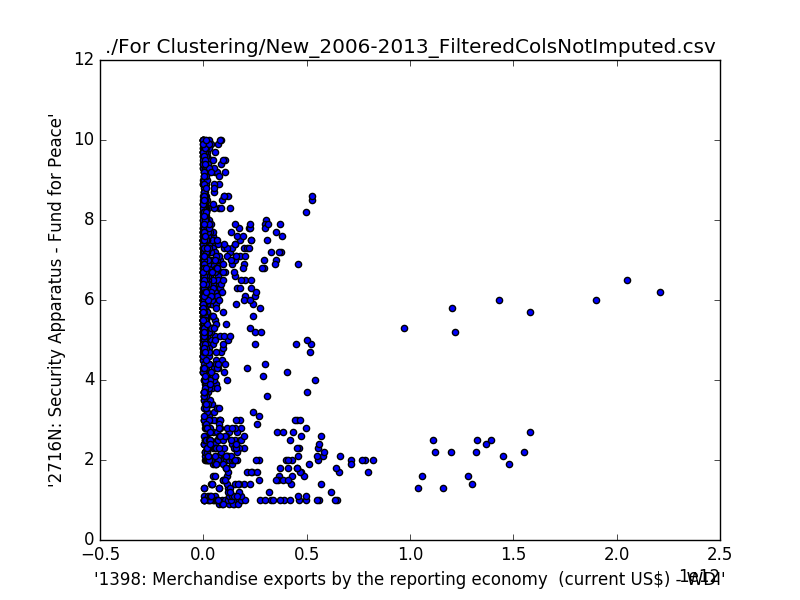 ./For Clustering/New_2006-2013_FilteredColsNotImputed.csv
12
10
8
6
4
2
0
'2716N: Security Apparatus - Fund for Peace'
−0.5 0.0 0.5 1.0 1.5 2.0 2.5
1e12
'1398: Merchandise exports by the reporting economy  (current US$) - WDI'